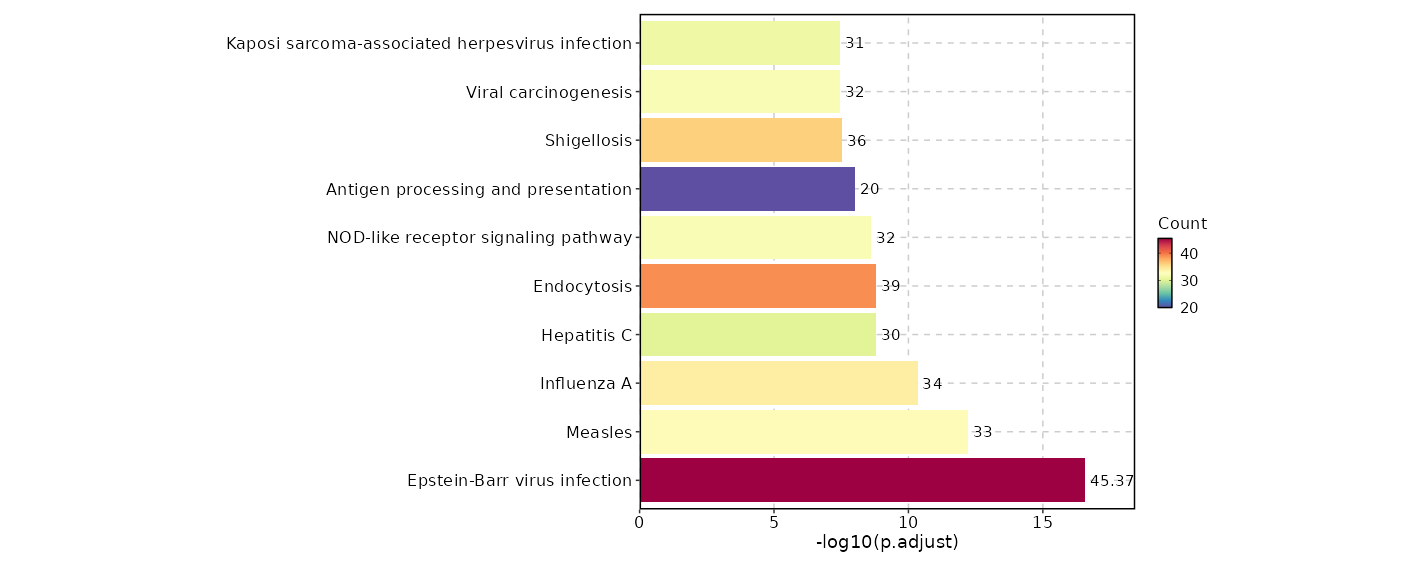 Kaposi sarcoma-associated herpesvirus infection 31
Viral carcinogenesis 32
Shigellosis 36
Antigen processing and presentation 20
NOD-like receptor signaling pathway 32
Endocytosis 39
Hepatitis C 30
Influenza A 34
Measles 33
Epstein-Barr virus infection 45.37
0 5 10 15
-log10(p.adjust)
Count
40
30
20